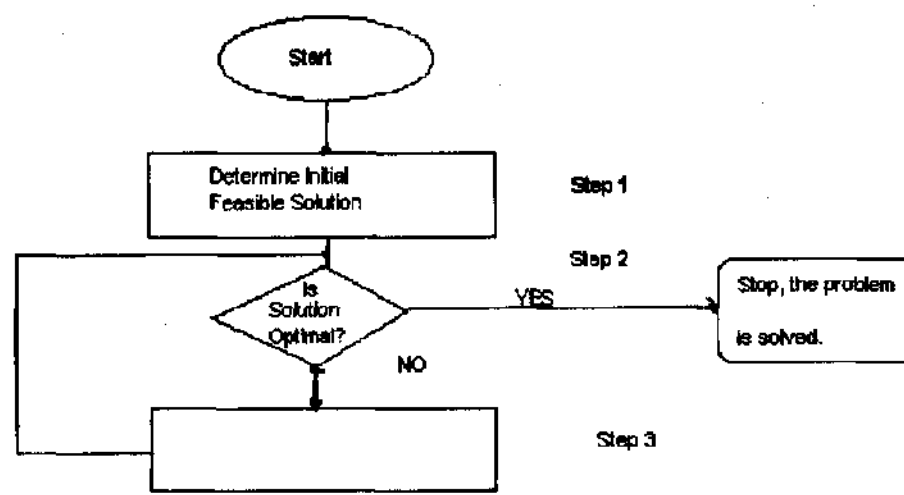 Start
Determine Initial
Feasible Solution
Step 1
Step 2
Is
Solution
Optimal?
YES
Stop, the problem
is solved.
NO
Step 3